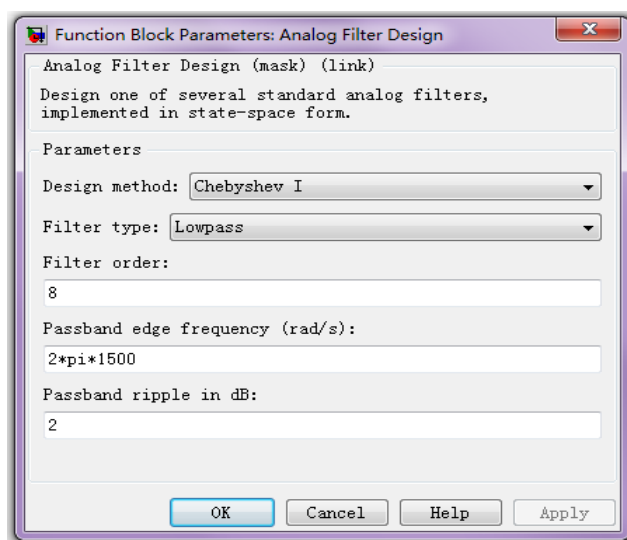 Function Block Parameters: Analog Filter Design
Analog Filter Design (mask) (link)
Design one of several standard analog filters,
implemented in state-space form.
Parameters
Design method: Chebyshev I
Filter type: Lowpass
Filter order:
8
Passband edge frequency (rad/s):
2*pi*1500
Passband ripple in dB:
2
OK Cancel Help Apply